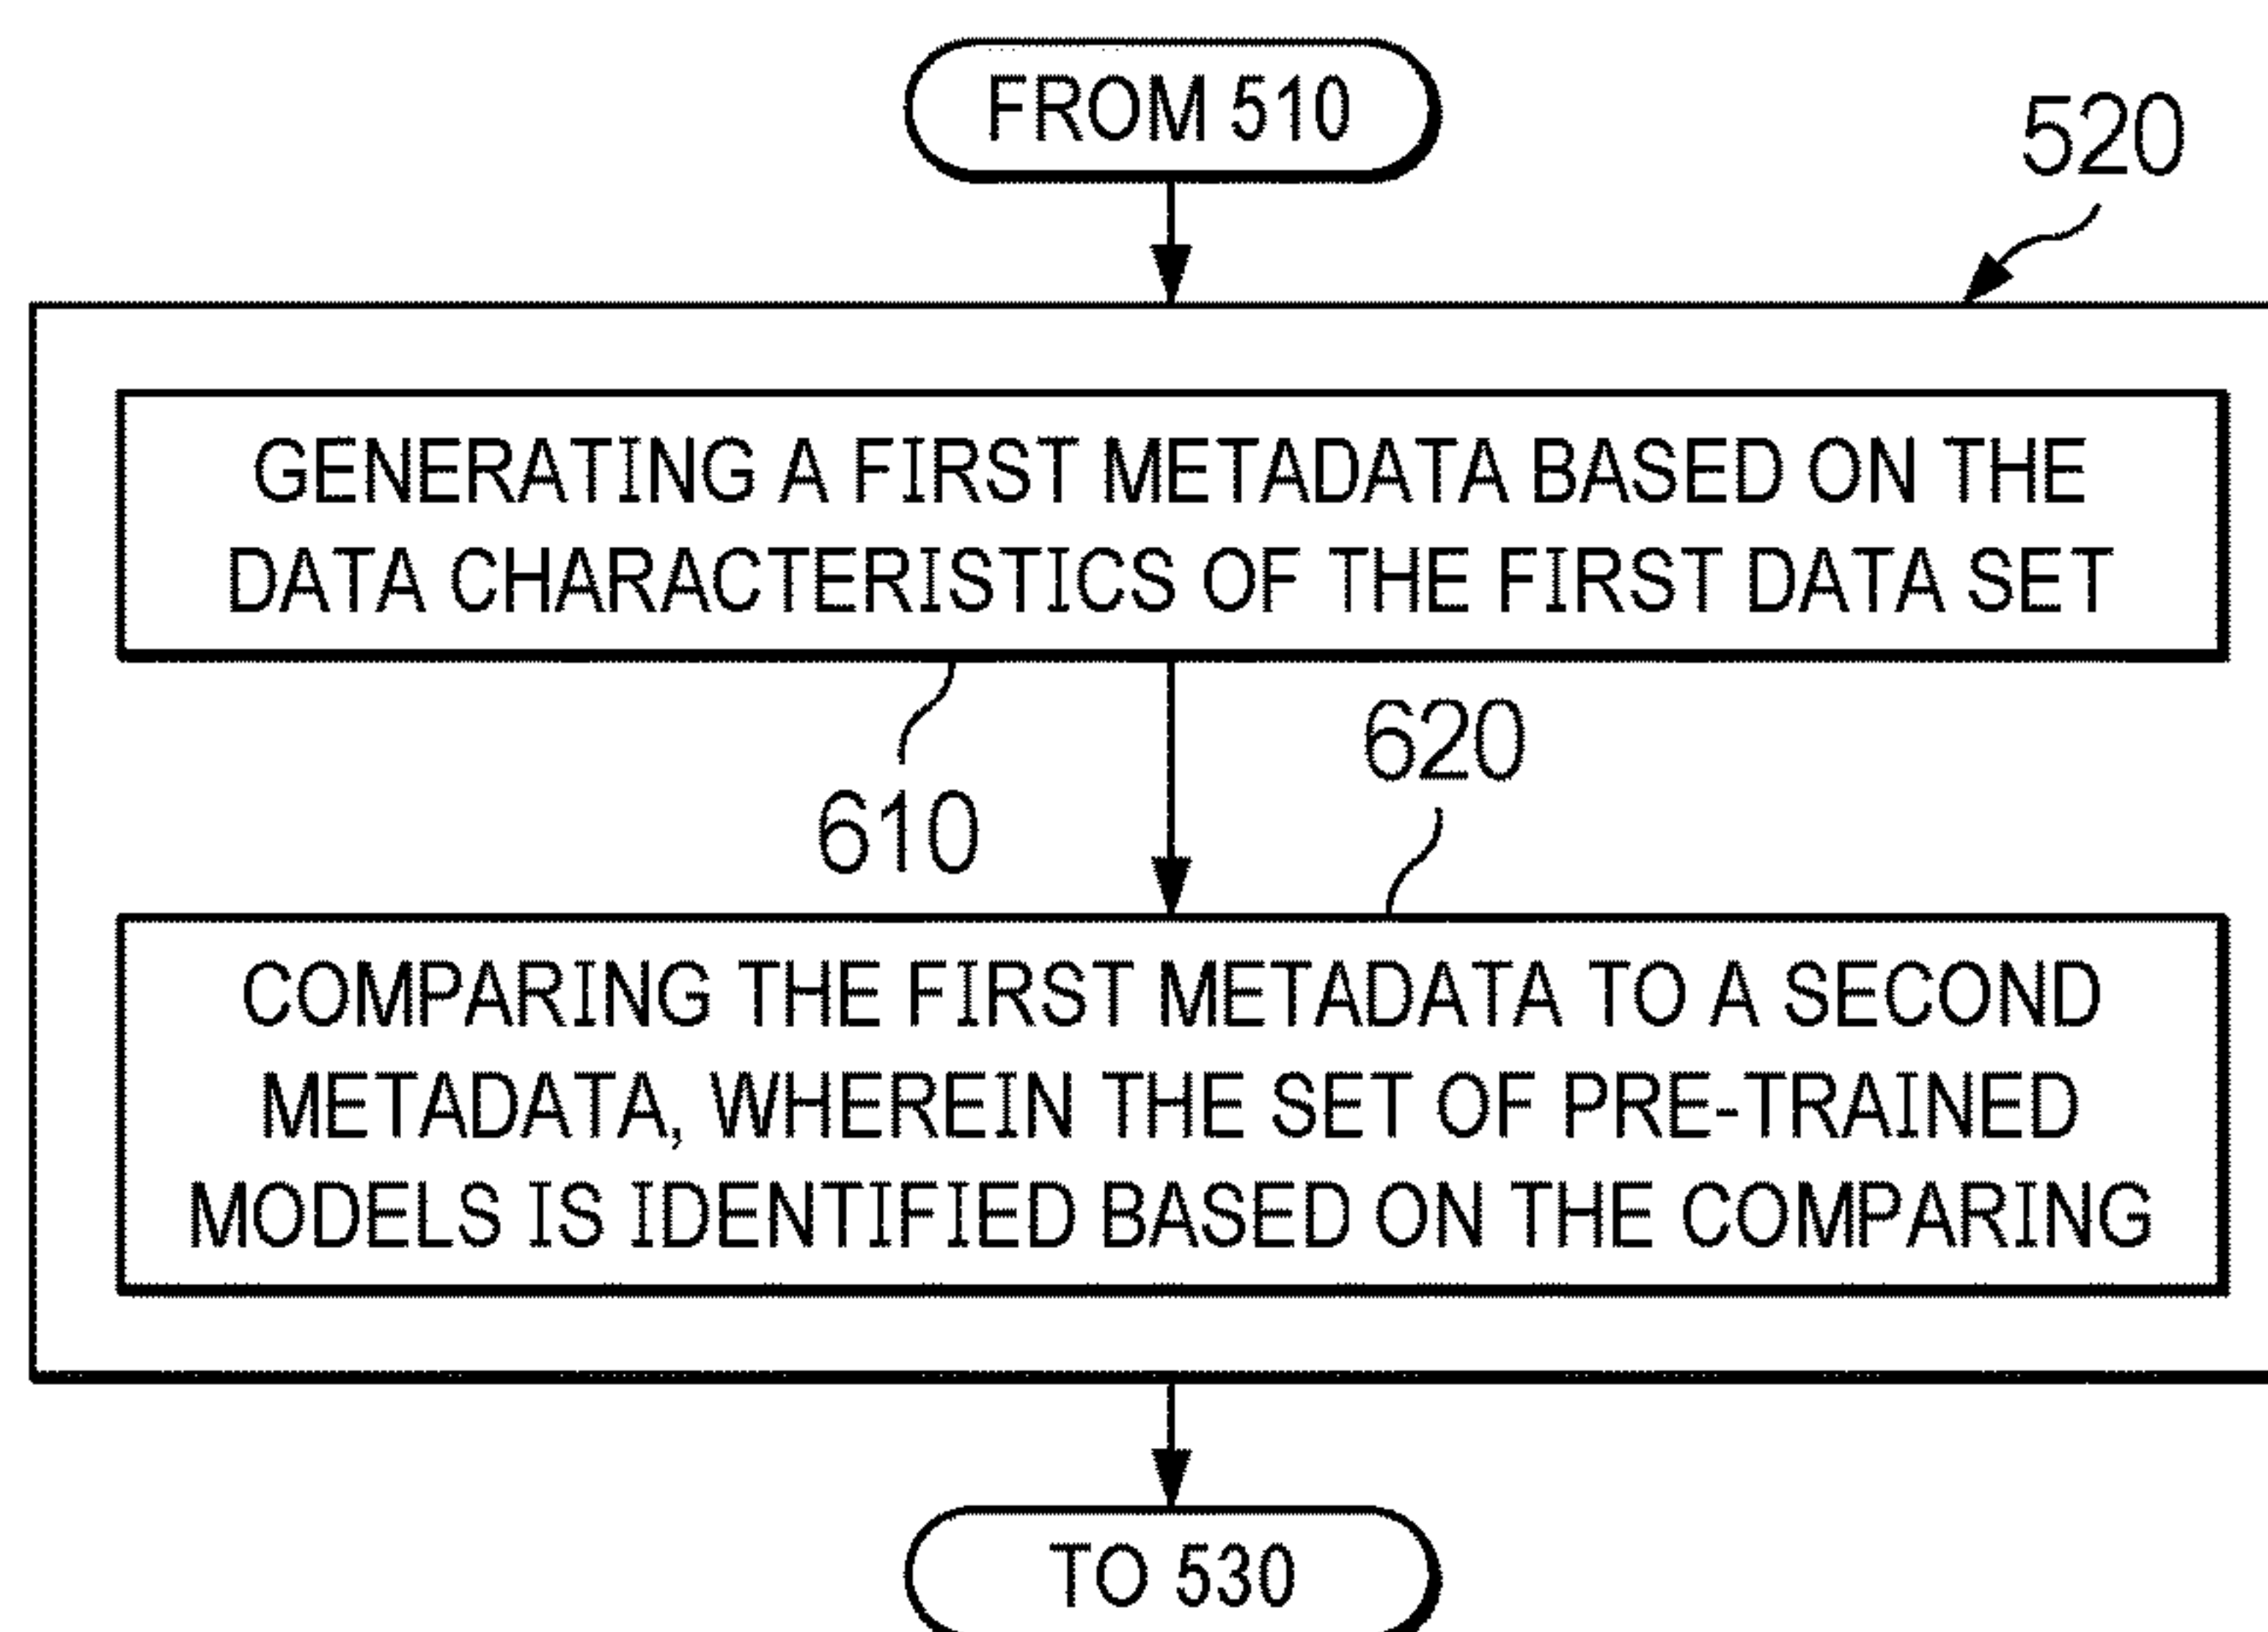 FROM 510
520
GENERATING A FIRST METADATA BASED ON THE
DATA CHARACTERISTICS OF THE FIRST DATA SET
610
620
COMPARING THE FIRST METADATA TO A SECOND
METADATA, WHEREIN THE SET OF PRE-TRAINED
MODELS IS IDENTIFIED BASED ON THE COMPARING
TO 530